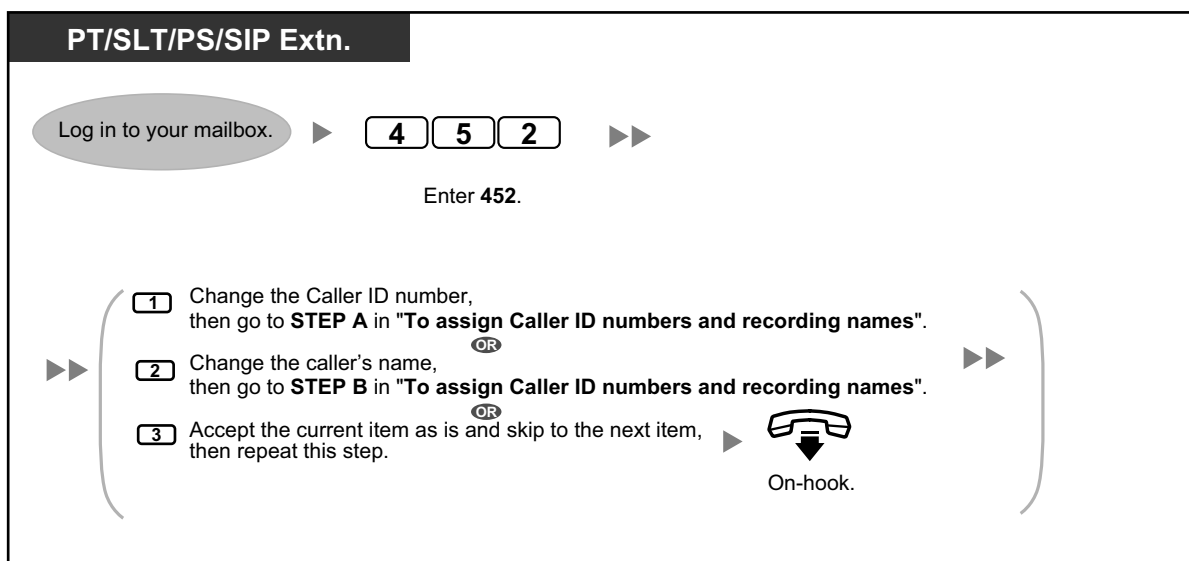 PT/SLT/PS/SIP Extn.
Log in to your mailbox.
4 5 2
Enter 452.
1 Change the Caller ID number,
then go to STEP A in "To assign Caller ID numbers and recording names".
OR
2 Change the caller's name,
then go to STEP B in "To assign Caller ID numbers and recording names".
OR
3 Accept the current item as is and skip to the next item,
then repeat this step.
On-hook.